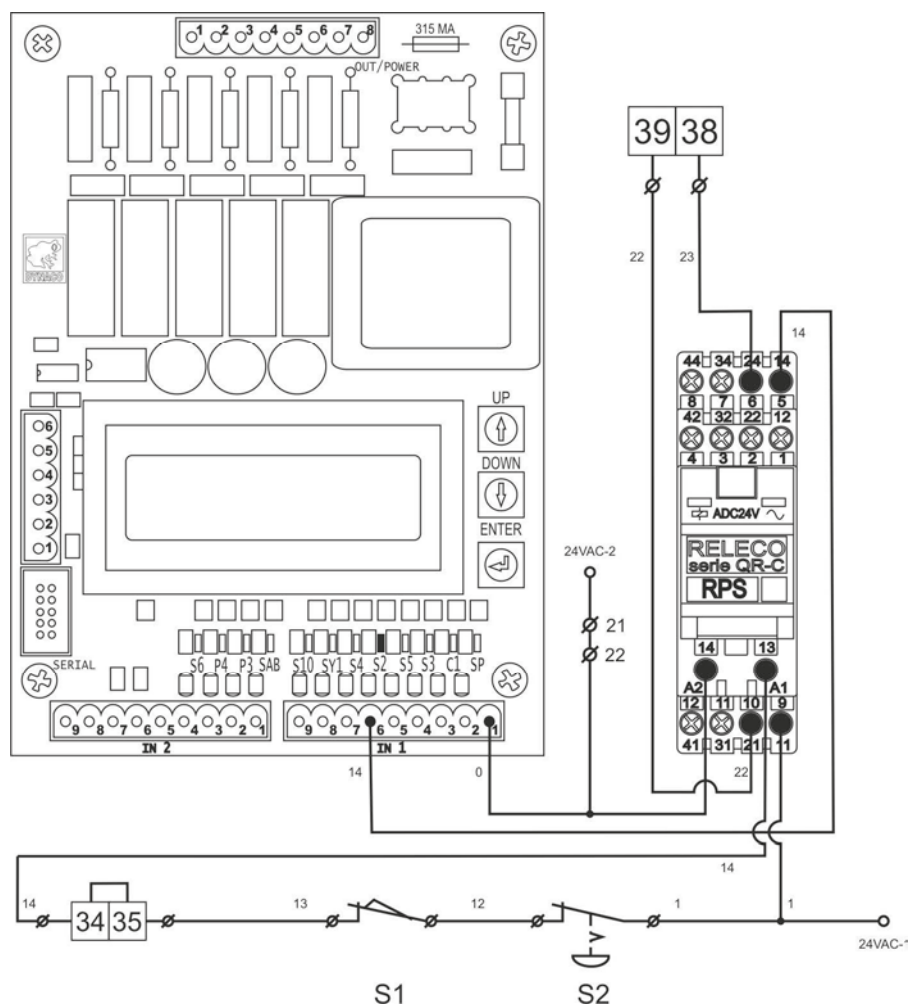 1 2 3 4 5 6 7 8
315 MA
OUT/POWER
39 38
DYNACO
22 23
14
44 34 24 14
8 7 6 5
42 32 22 12
4 3 2 1
UP
DOWN
ENTER
6
5
4
3
2
1
ADC24V
RELECO
serie QR-C
RPS
24VAC-2
21
22
SERIAL
S6 P4 P3 SAB
S10 SY1 S4 S2 S5 S3 C1 SP
14 13
A2 A1
12 11 10 9
41 31 21 11
9 8 7 6 5 4 3 2 1
IN 2
9 8 7 6 5 4 3 2 1
IN 1
14 0
22
14
14 34 35 13 12 1 1
24VAC-1
S1 S2